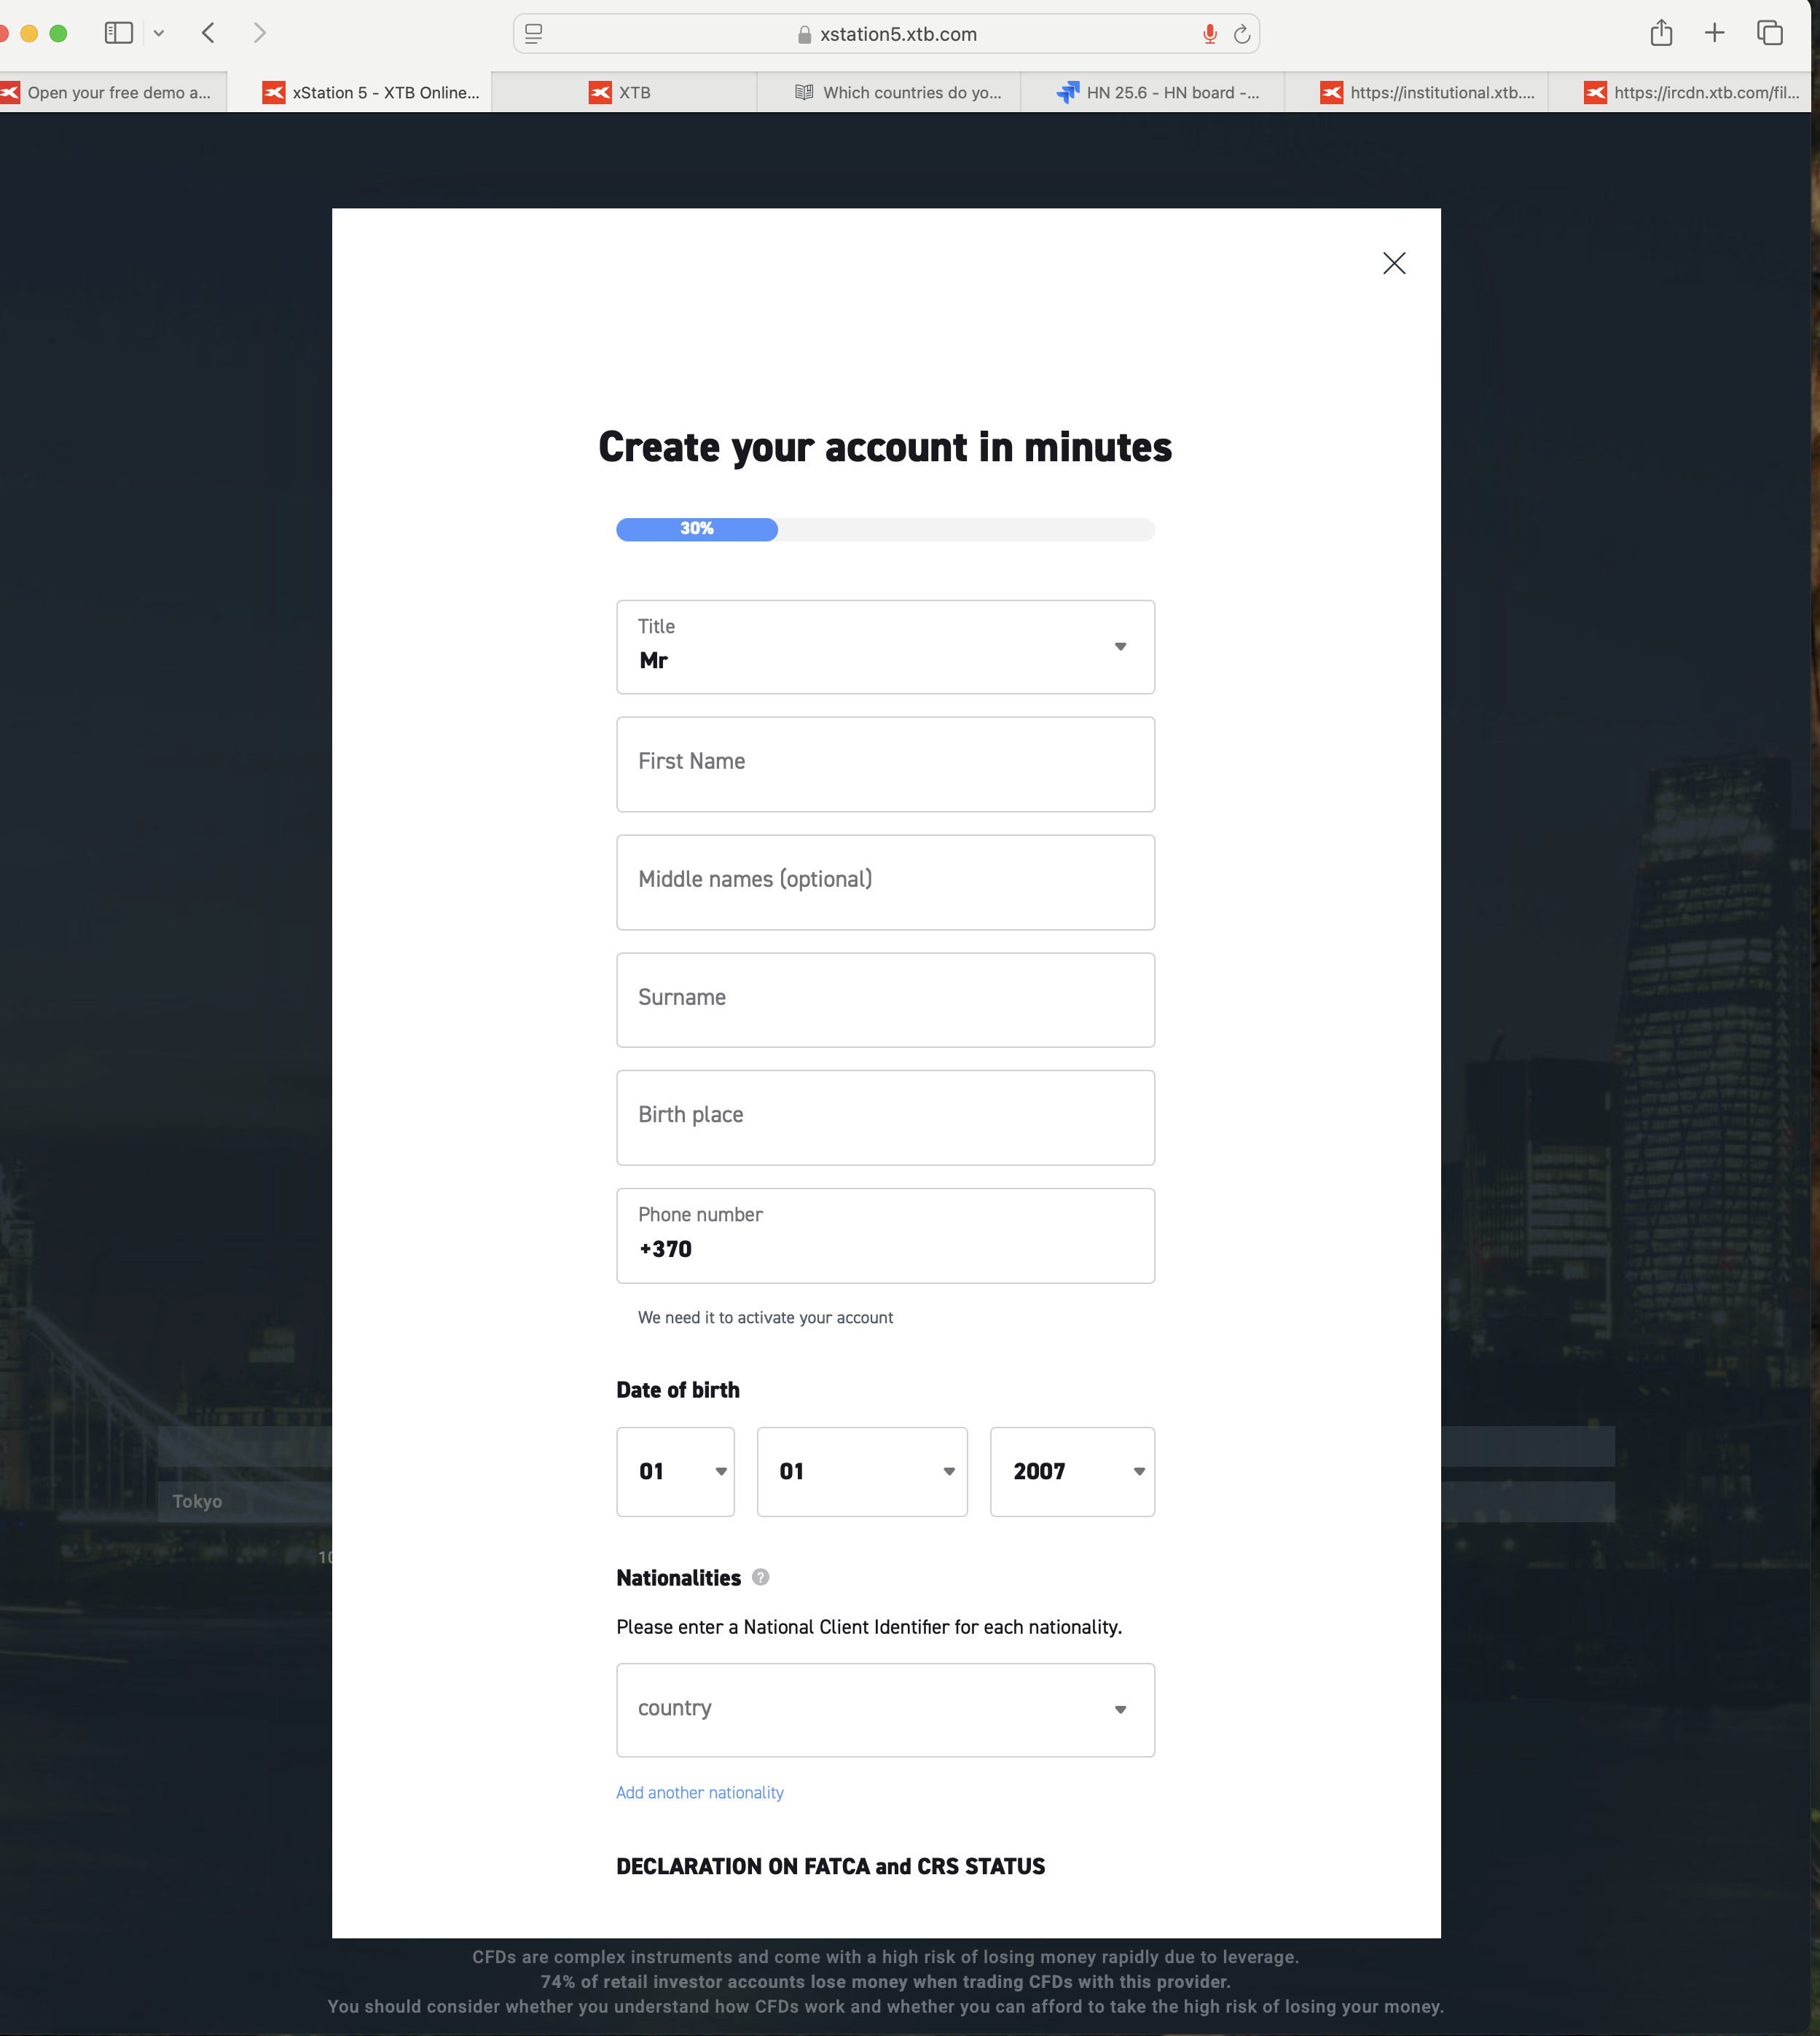 xstation5.xtb.com
Open your free demo a...
xStation 5 - XTB Online...
XTB
Which countries do yo...
HN 25.6 - HN board -...
https://institutional.xtb....
https://ircdn.xtb.com/fil...
Create your account in minutes
30%
Title
Mr
First Name
Middle names (optional)
Surname
Birth place
Phone number
+370
We need it to activate your account
Date of birth
01 01 2007
Tokyo
10
Nationalities ?
Please enter a National Client Identifier for each nationality.
country
Add another nationality
DECLARATION ON FATCA and CRS STATUS
CFDs are complex instruments and come with a high risk of losing money rapidly due to leverage.
74% of retail investor accounts lose money when trading CFDs with this provider.
You should consider whether you understand how CFDs work and whether you can afford to take the high risk of losing your money.